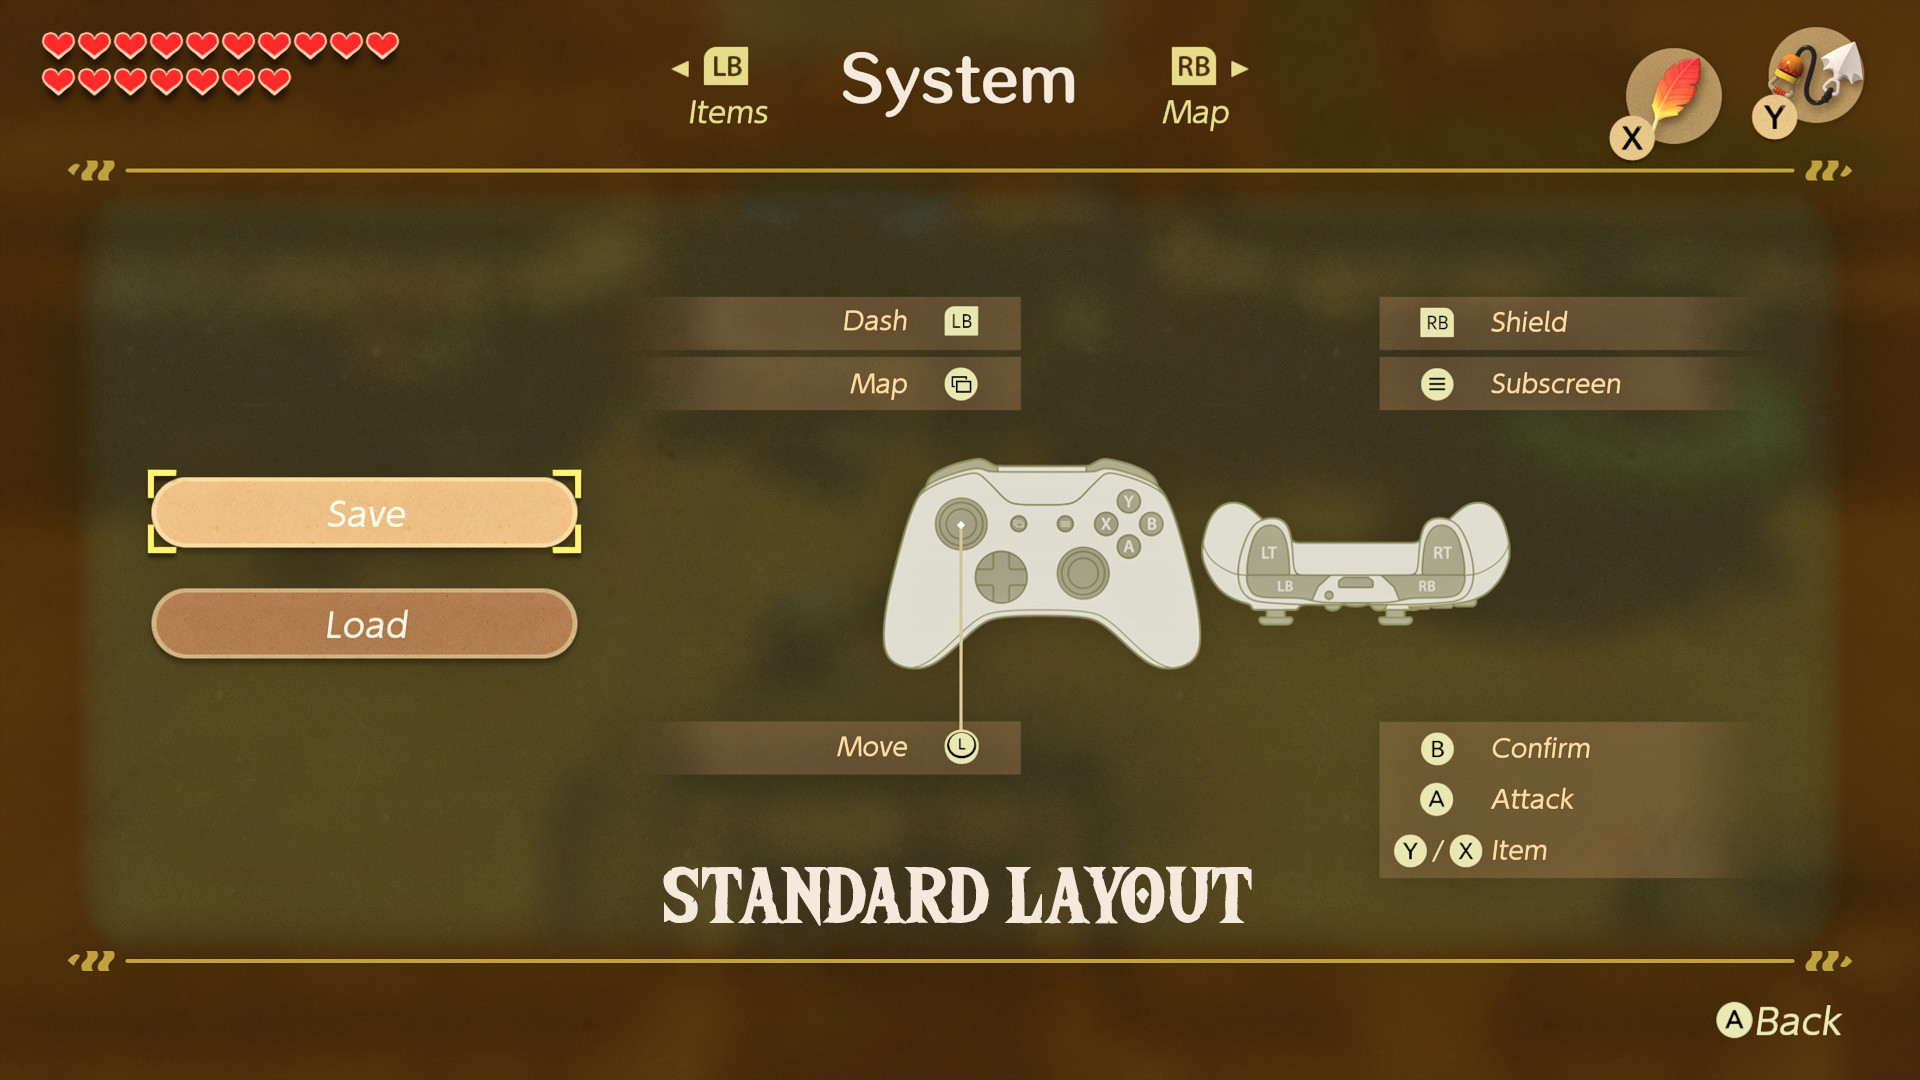 LB
System
RB
Items
Map
X
Y
Dash
LB
RB
Shield
Map
Subscreen
Save
Load
Y
X
B
A
LT
RT
LB
RB
Move
L
B
Confirm
A
Attack
Y / X Item
STANDARD LAYOUT
A Back